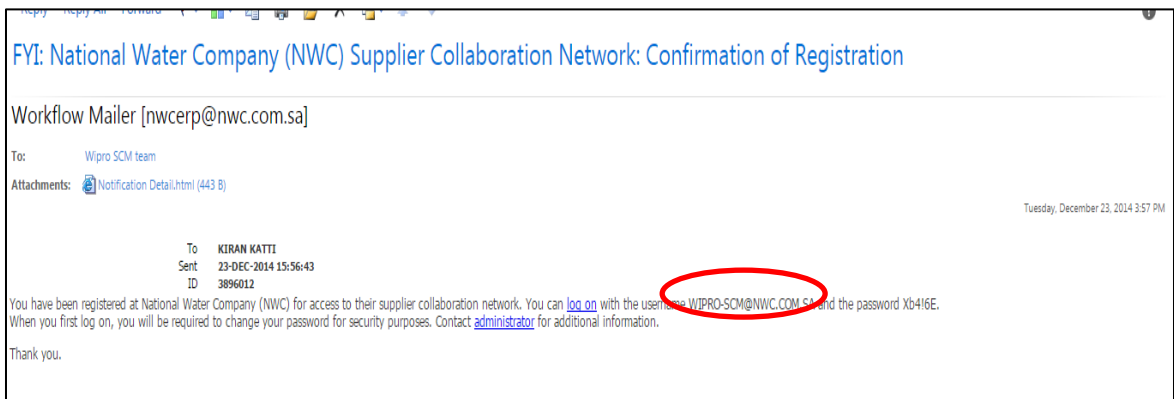 Reply Reply All Forward
FYI: National Water Company (NWC) Supplier Collaboration Network: Confirmation of Registration
Workflow Mailer [nwcerp@nwc.com.sa]
To: Wipro SCM team
Attachments: Notification Detail.html (443 B)
Tuesday, December 23, 2014 3:57 PM
To KIRAN KATTI
Sent 23-DEC-2014 15:56:43
ID 3896012
You have been registered at National Water Company (NWC) for access to their supplier collaboration network. You can log on with the username WIPRO-SCM@NWC.COM.SA and the password Xb4!6E.
When you first log on, you will be required to change your password for security purposes. Contact administrator for additional information.
Thank you.